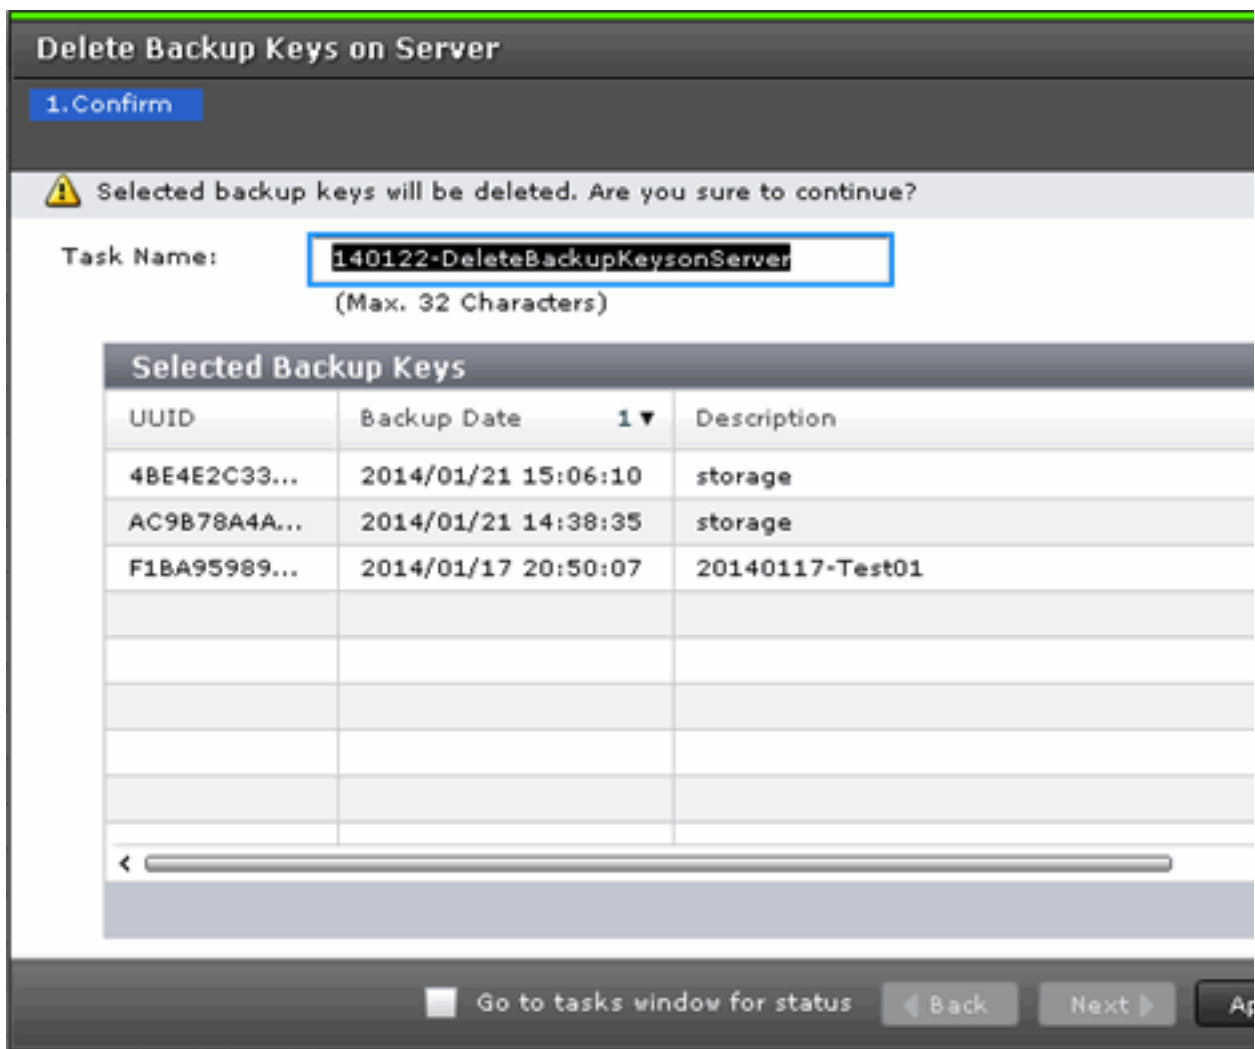 Delete Backup Keys on Server
1.Confirm
Selected backup keys will be deleted. Are you sure to continue?
Task Name: 140122-DeleteBackupKeysonServer
(Max. 32 Characters)
Selected Backup Keys
UUID Backup Date 1 ▼ Description
4BE4E2C33... 2014/01/21 15:06:10 storage
AC9B78A4A... 2014/01/21 14:38:35 storage
F1BA95989... 2014/01/17 20:50:07 20140117-Test01
Go to tasks window for status Back Next Ap